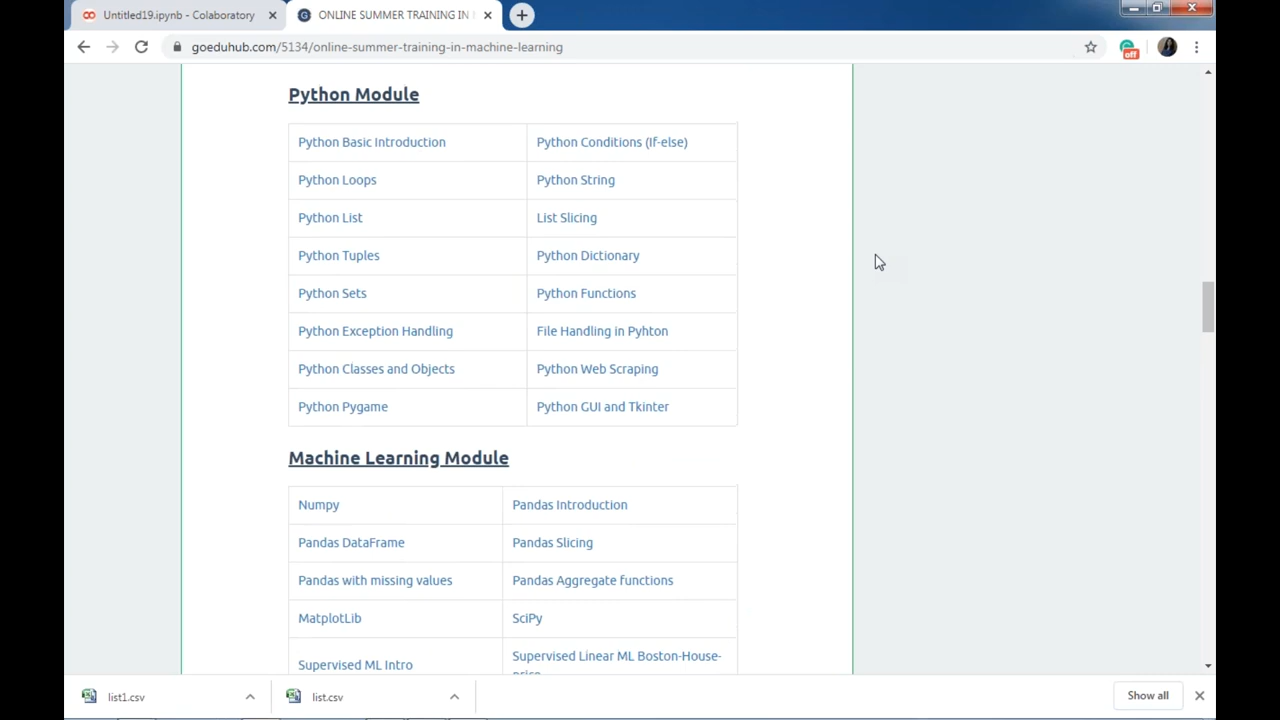 Untitled19.ipynb - Colaboratory
ONLINE SUMMER TRAINING IN
goeduhub.com/5134/online-summer-training-in-machine-learning
off
Python Module
Python Basic Introduction
Python Conditions (If-else)
Python Loops
Python String
Python List
List Slicing
Python Tuples
Python Dictionary
Python Sets
Python Functions
Python Exception Handling
File Handling in Pyhton
Python Classes and Objects
Python Web Scraping
Python Pygame
Python GUI and Tkinter
Machine Learning Module
Numpy
Pandas Introduction
Pandas DataFrame
Pandas Slicing
Pandas with missing values
Pandas Aggregate functions
MatplotLib
SciPy
Supervised ML Intro
Supervised Linear ML Boston-House-
list1.csv
list.csv
Show all